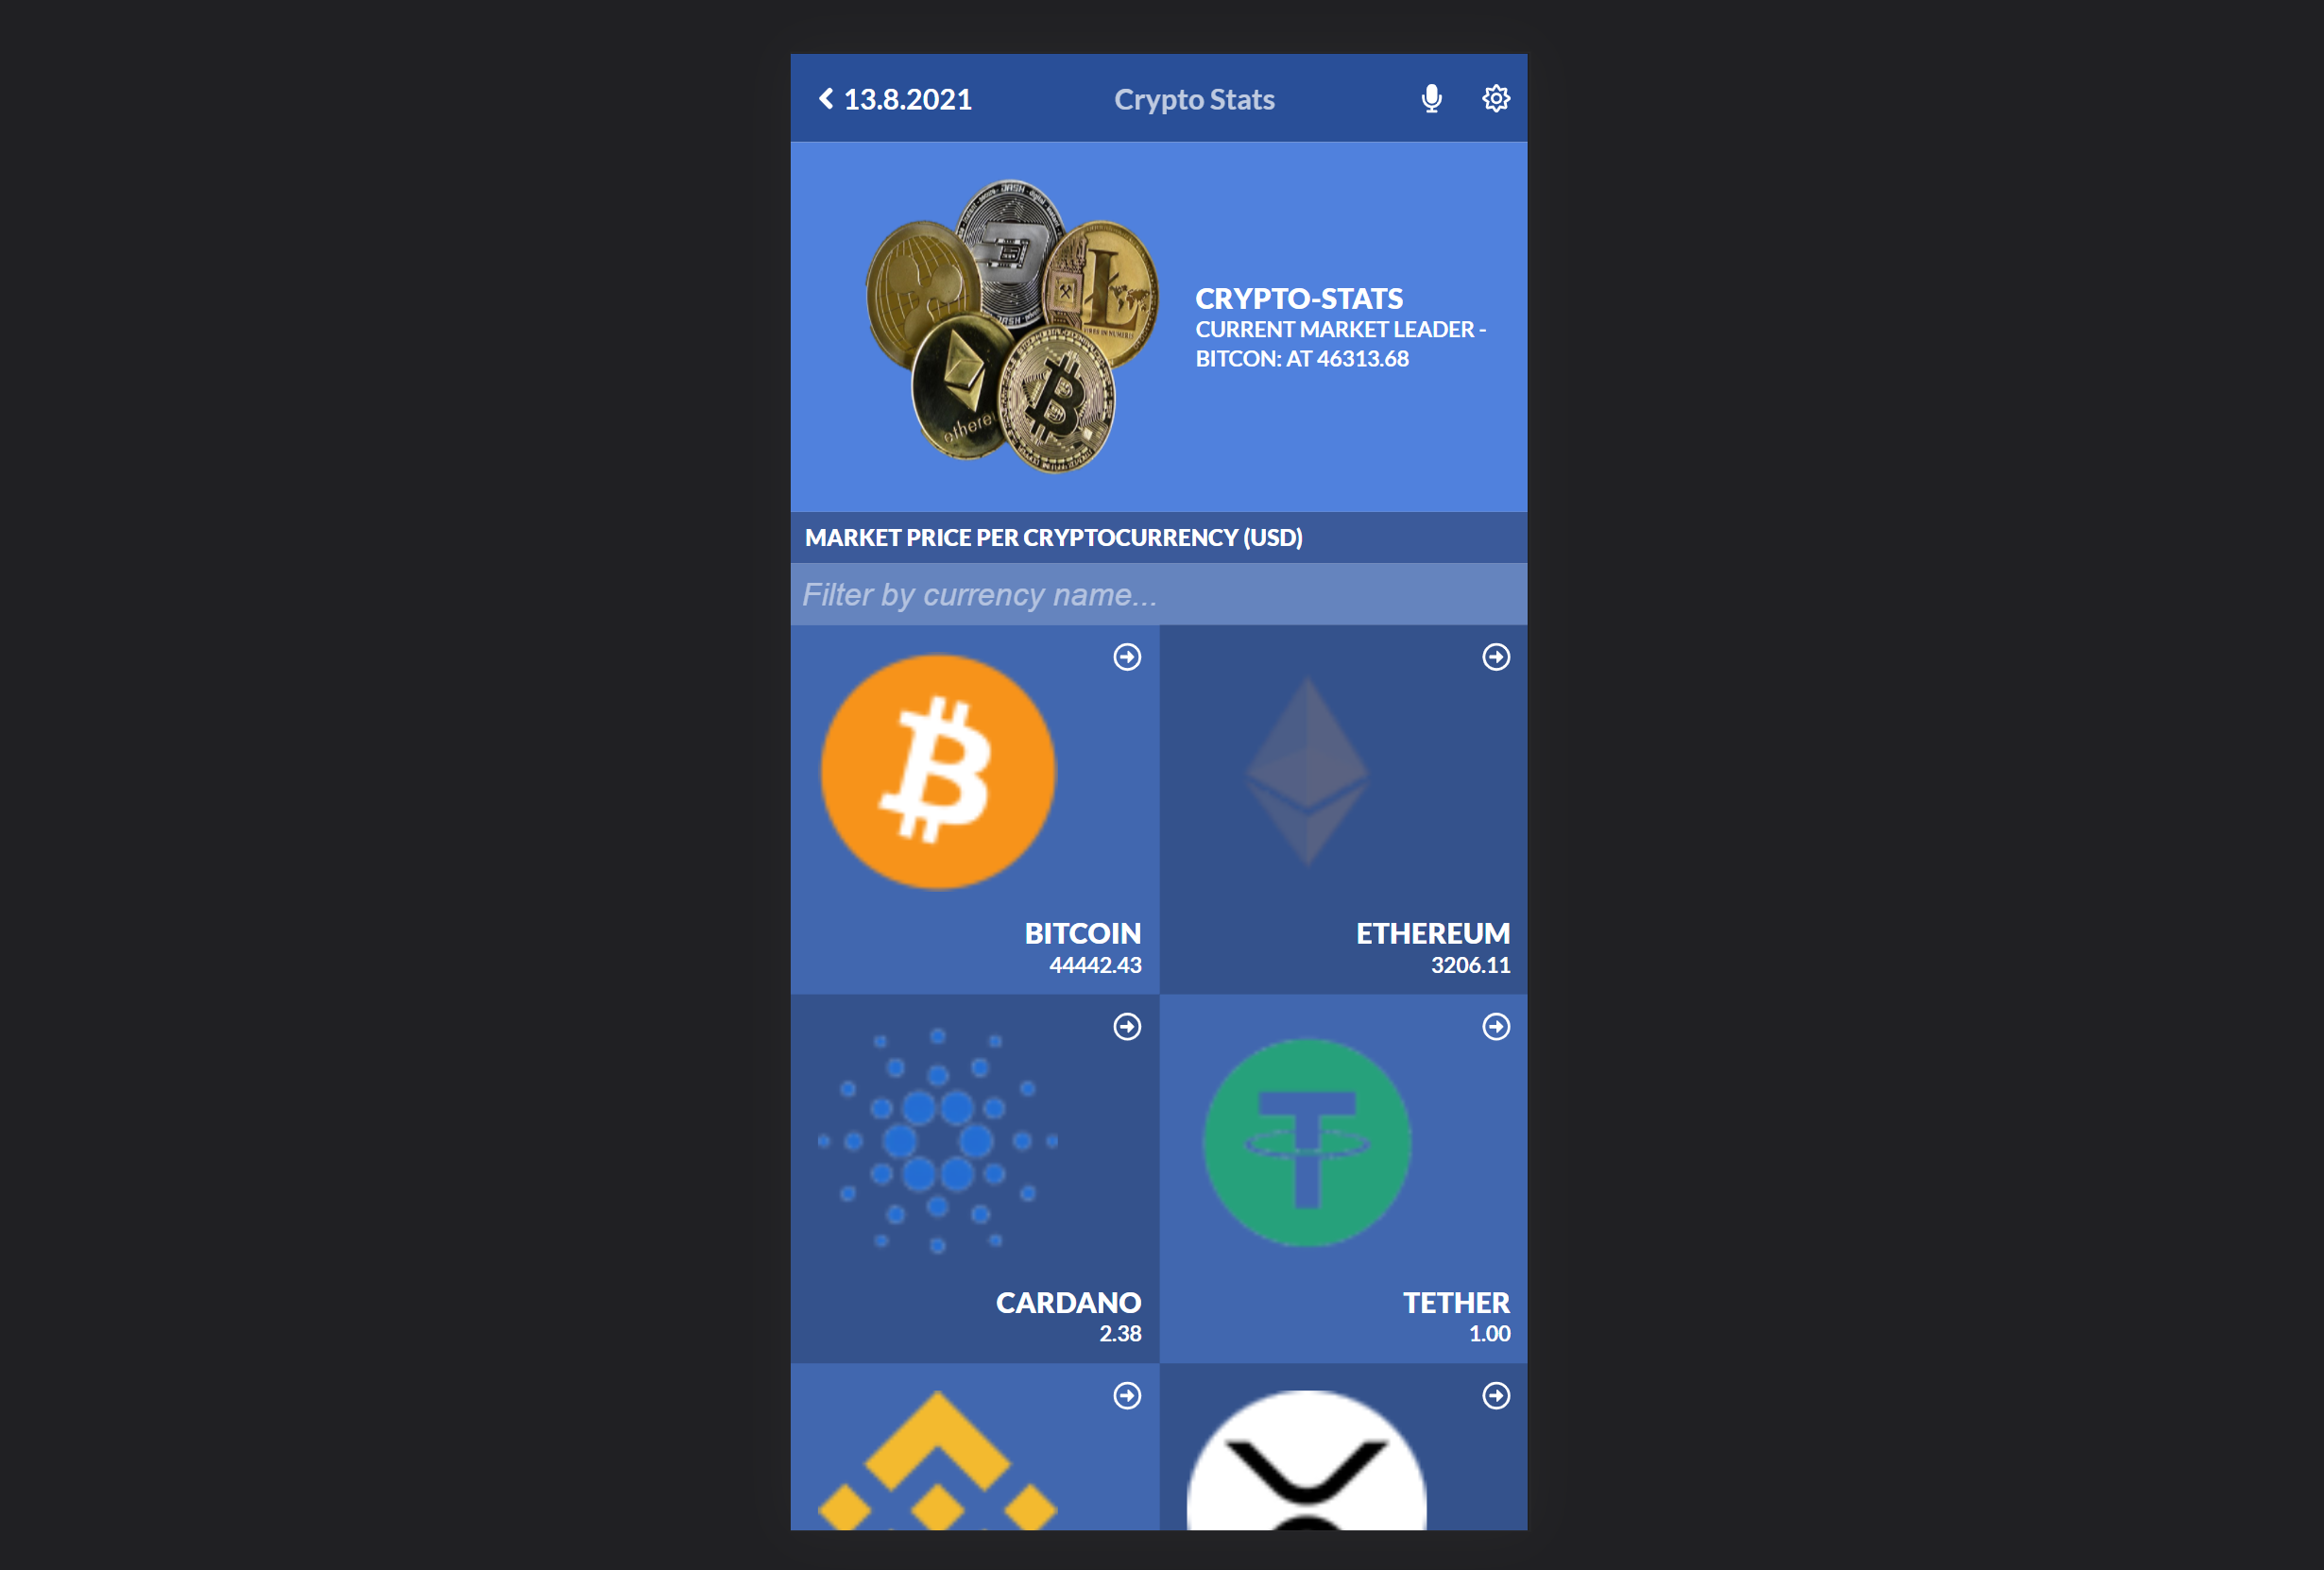 13.8.2021
Crypto Stats
CRYPTO-STATS
CURRENT MARKET LEADER -
BITCON: AT 46313.68
MARKET PRICE PER CRYPTOCURRENCY (USD)
Filter by currency name...
BITCOIN
44442.43
ETHEREUM
3206.11
CARDANO
2.38
TETHER
1.00